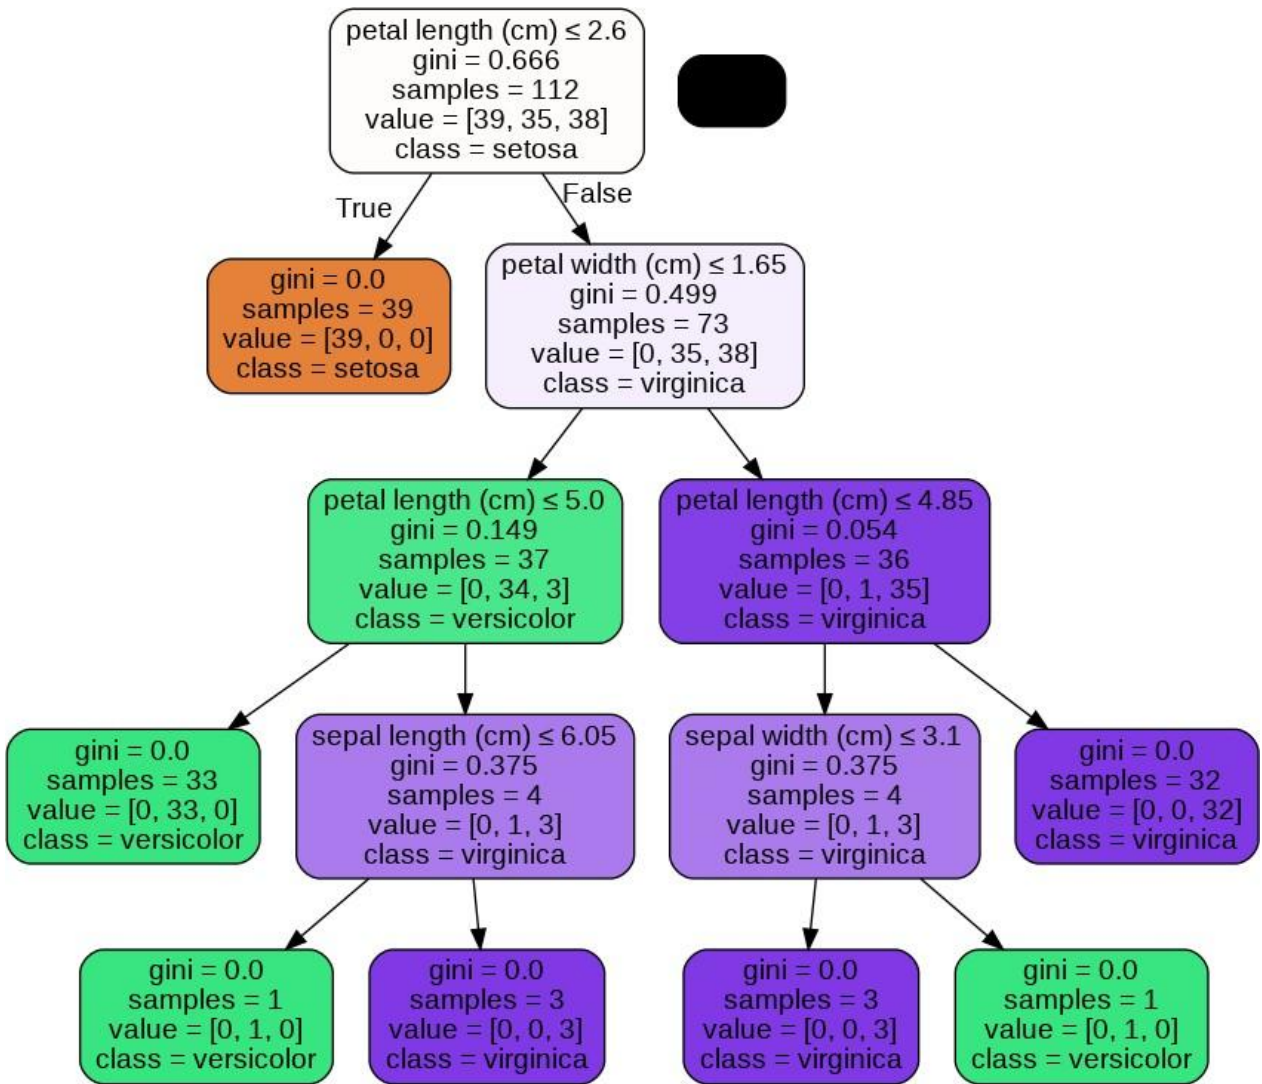 petal length (cm) ≤ 2.6
gini = 0.666
samples = 112
value = [39, 35, 38]
class = setosa
True
False
gini = 0.0
samples = 39
value = [39, 0, 0]
class = setosa
petal width (cm) ≤ 1.65
gini = 0.499
samples = 73
value = [0, 35, 38]
class = virginica
petal length (cm) ≤ 5.0
gini = 0.149
samples = 37
value = [0, 34, 3]
class = versicolor
petal length (cm) ≤ 4.85
gini = 0.054
samples = 36
value = [0, 1, 35]
class = virginica
gini = 0.0
samples = 33
value = [0, 33, 0]
class = versicolor
sepal length (cm) ≤ 6.05
gini = 0.375
samples = 4
value = [0, 1, 3]
class = virginica
sepal width (cm) ≤ 3.1
gini = 0.375
samples = 4
value = [0, 1, 3]
class = virginica
gini = 0.0
samples = 32
value = [0, 0, 32]
class = virginica
gini = 0.0
samples = 1
value = [0, 1, 0]
class = versicolor
gini = 0.0
samples = 3
value = [0, 0, 3]
class = virginica
gini = 0.0
samples = 3
value = [0, 0, 3]
class = virginica
gini = 0.0
samples = 1
value = [0, 1, 0]
class = versicolor